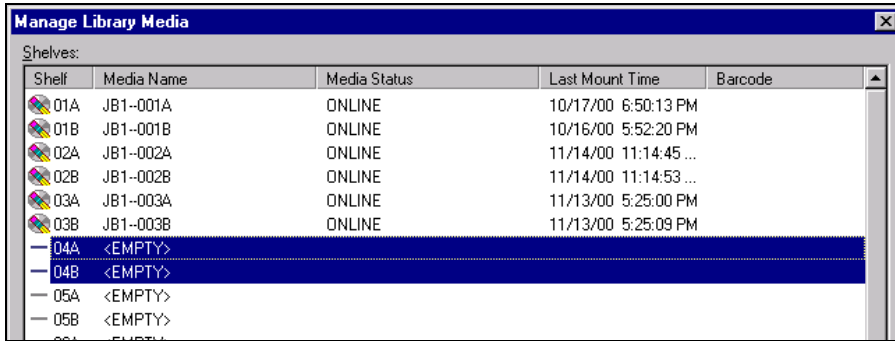 Manage Library Media
Shelves:
Shelf Media Name Media Status Last Mount Time Barcode
01A JB1--001A ONLINE 10/17/00 6:50:13 PM
01B JB1--001B ONLINE 10/16/00 5:52:20 PM
02A JB1--002A ONLINE 11/14/00 11:14:45 ...
02B JB1--002B ONLINE 11/14/00 11:14:53 ...
03A JB1--003A ONLINE 11/13/00 5:25:00 PM
03B JB1--003B ONLINE 11/13/00 5:25:09 PM
04A <EMPTY>
04B <EMPTY>
05A <EMPTY>
05B <EMPTY>